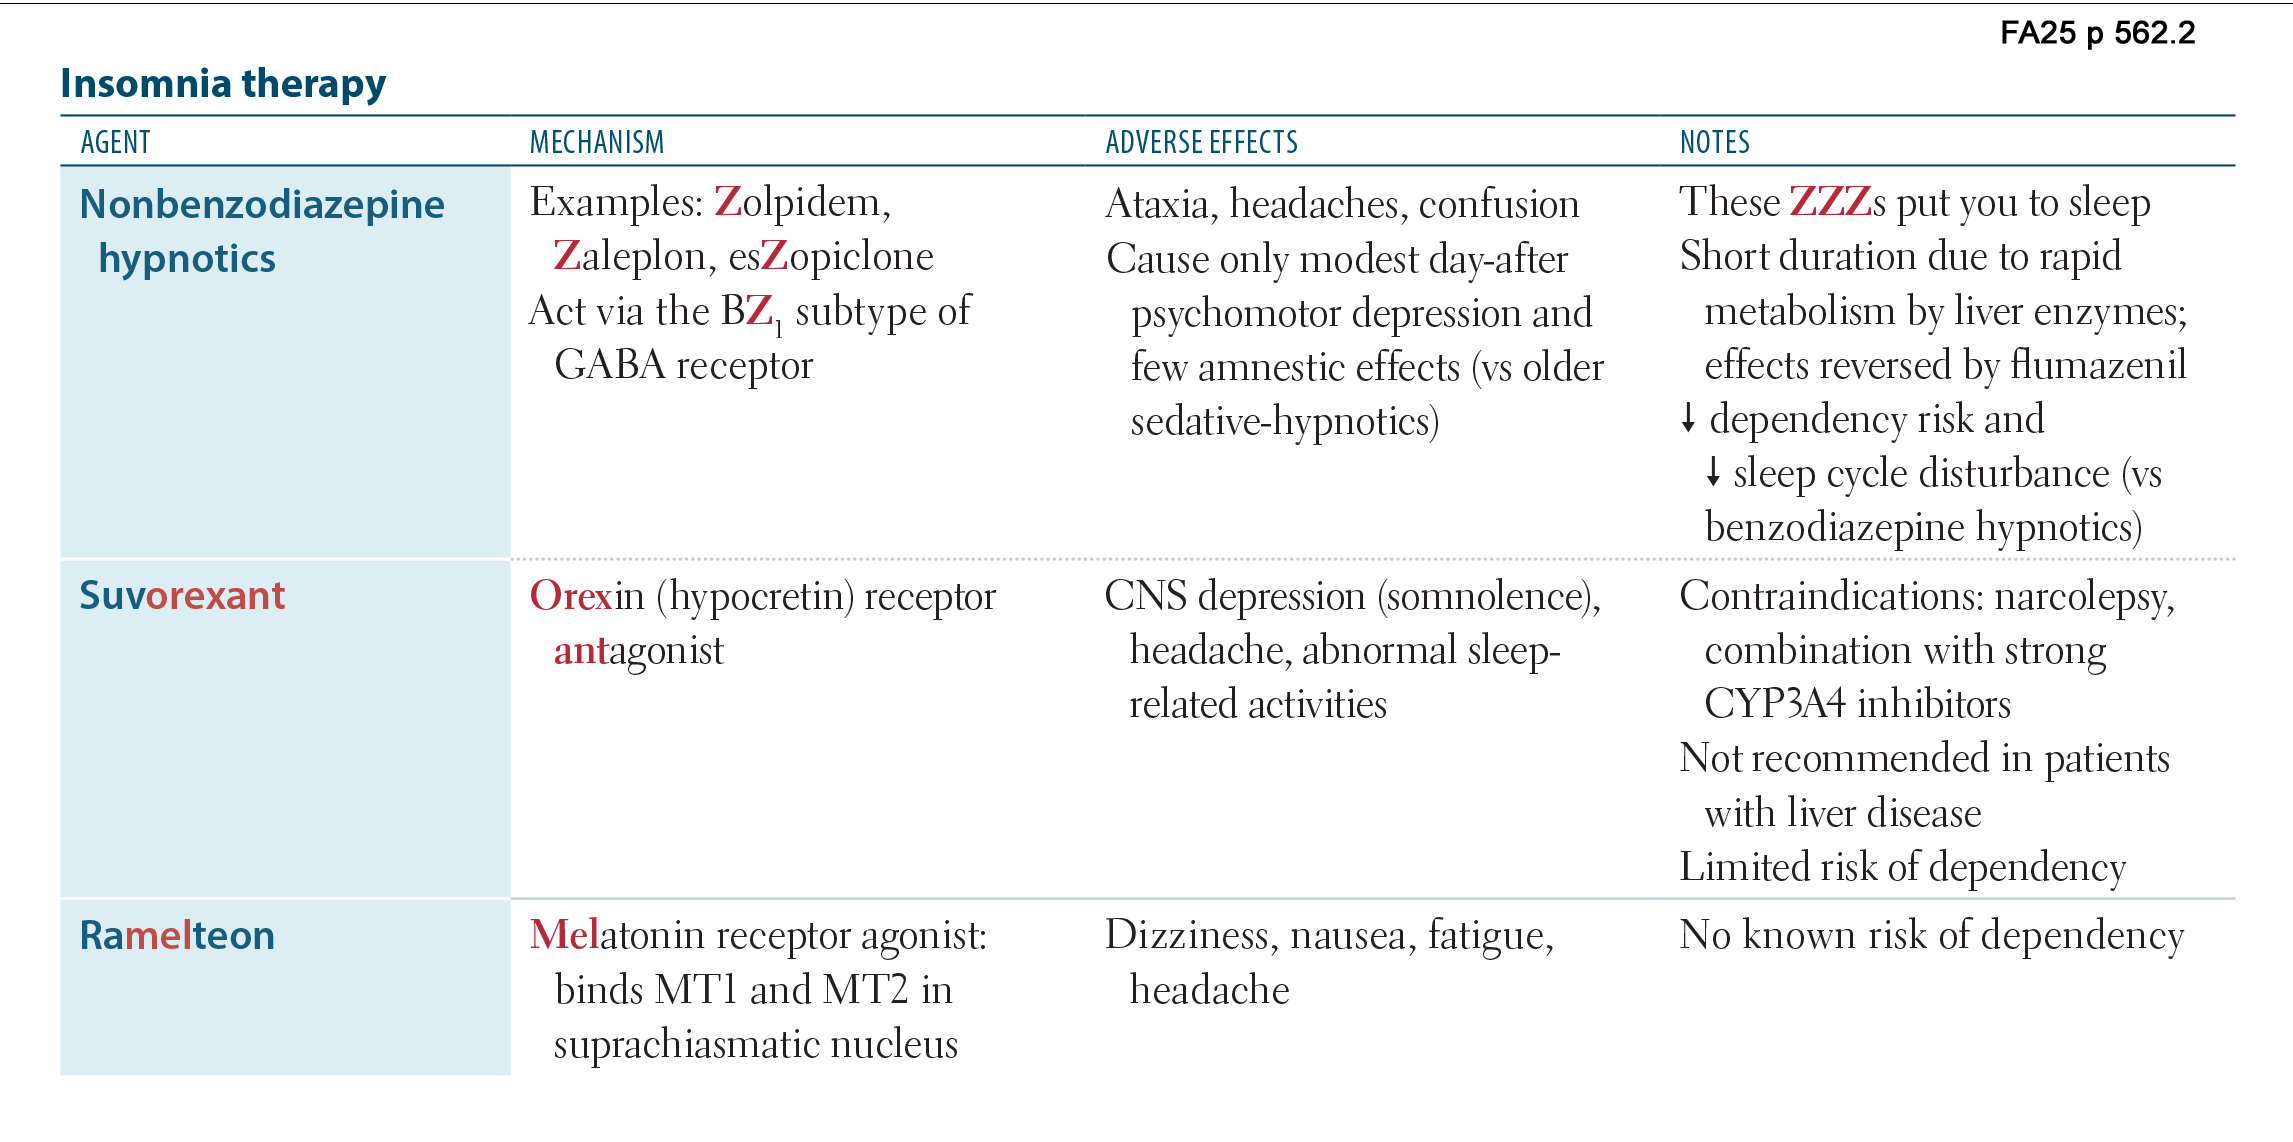 FA25 p 562.2
Insomnia therapy
AGENT
MECHANISM
ADVERSE EFFECTS
NOTES
Nonbenzodiazepine
hypnotics
Examples: Zolpidem,
Zaleplon, esZopiclone
Act via the BZ1 subtype of
GABA receptor
Ataxia, headaches, confusion
Cause only modest day-after
psychomotor depression and
few amnestic effects (vs older
sedative-hypnotics)
These ZZZs put you to sleep
Short duration due to rapid
metabolism by liver enzymes;
effects reversed by flumazenil
↓ dependency risk and
↓ sleep cycle disturbance (vs
benzodiazepine hypnotics)
Suvorexant
Orexin (hypocretin) receptor
antagonist
CNS depression (somnolence),
headache, abnormal sleep-
related activities
Contraindications: narcolepsy,
combination with strong
CYP3A4 inhibitors
Not recommended in patients
with liver disease
Limited risk of dependency
Ramelteon
Melatonin receptor agonist:
binds MT1 and MT2 in
suprachiasmatic nucleus
Dizziness, nausea, fatigue,
headache
No known risk of dependency